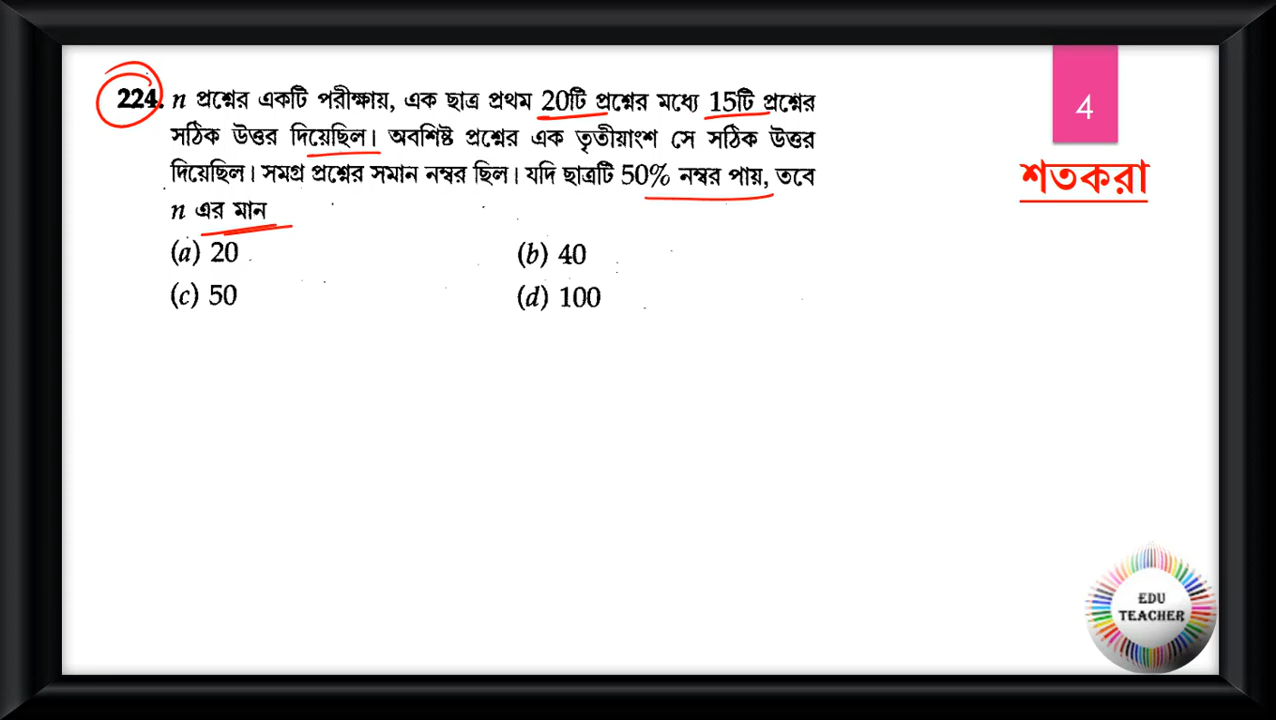 224. n প্রশ্নের একটি পরীক্ষায়, এক ছাত্র প্রথম 20টি প্রশ্নের মধ্যে 15টি প্রশ্নের
সঠিক উত্তর দিয়েছিল। অবশিষ্ট প্রশ্নের এক তৃতীয়াংশ সে সঠিক উত্তর
দিয়েছিল। সমগ্র প্রশ্নের সমান নম্বর ছিল। যদি ছাত্রটি 50% নম্বর পায়, তবে
n এর মান
(a) 20 (b) 40
(c) 50 (d) 100
4
শতকরা
EDU
TEACHER